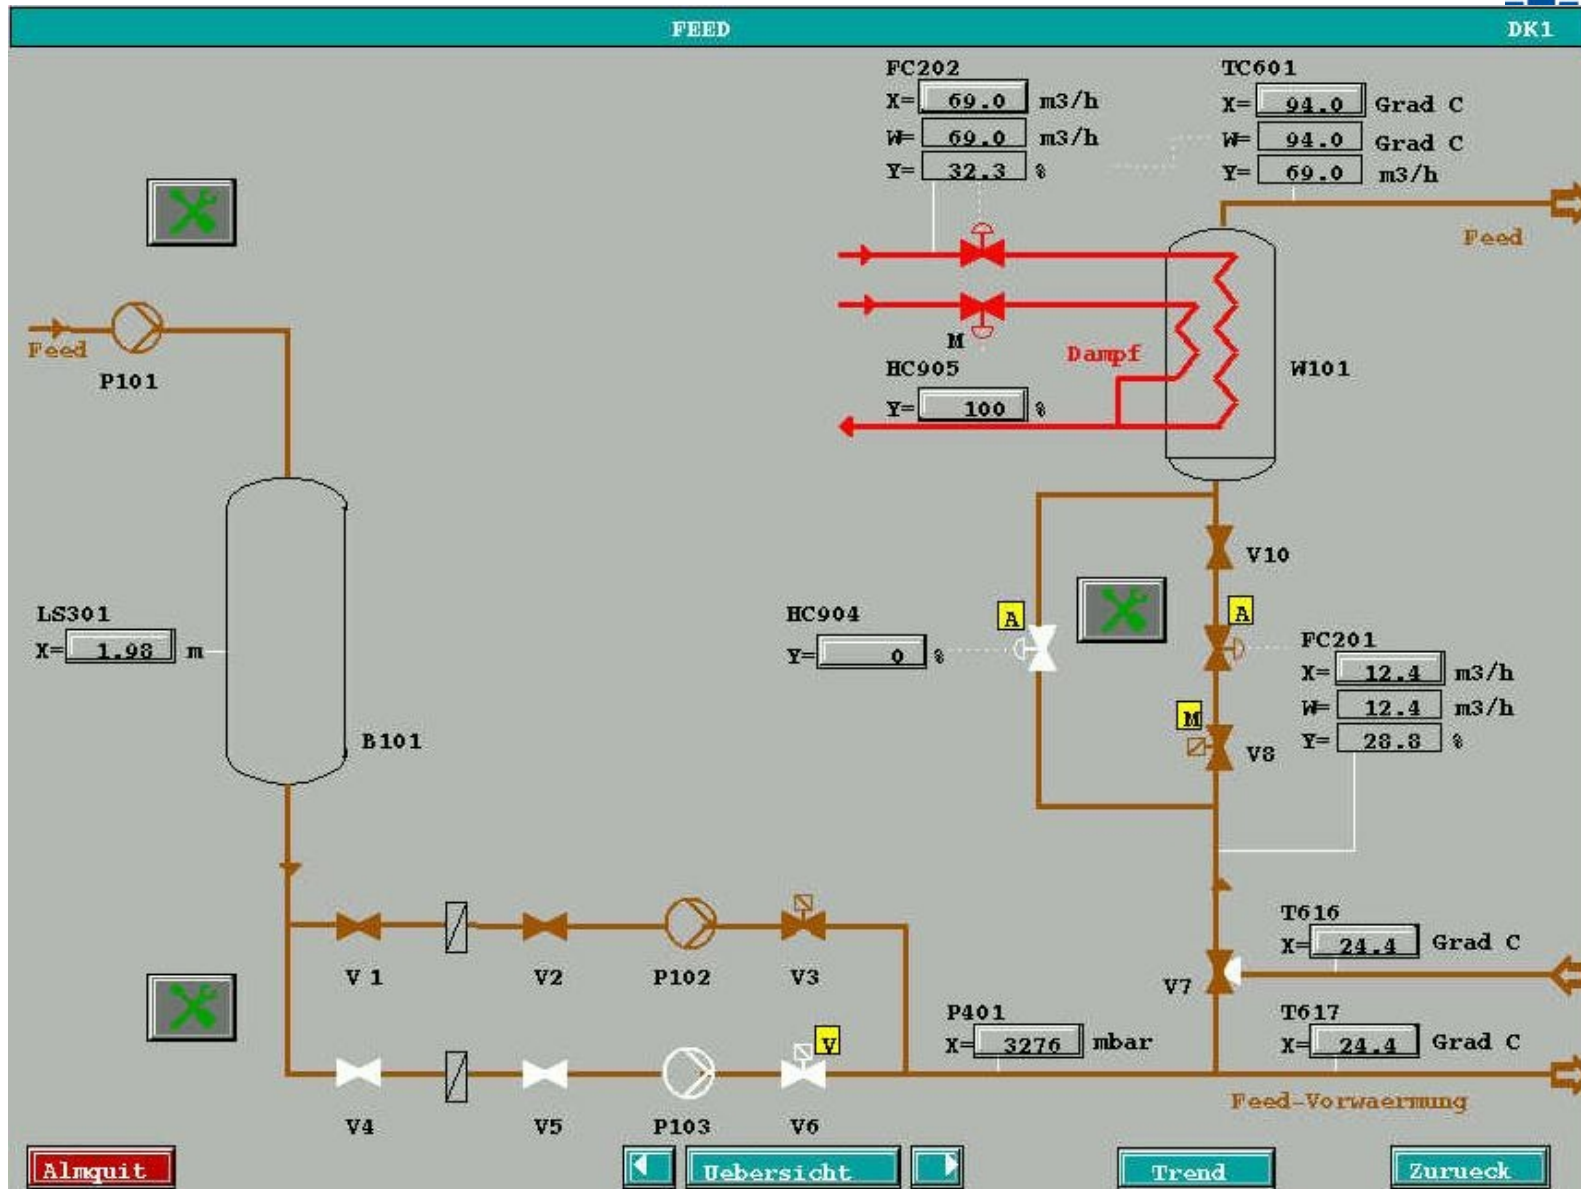 FEED
DK1
FC202
X= 69.0 m3/h
W= 69.0 m3/h
Y= 32.3 %
TC601
X= 94.0 Grad C
W= 94.0 Grad C
Y= 69.0 m3/h
Feed
Feed
P101
M
Dampf
HC905
Y= 100 %
W101
V10
LS301
X= 1.98 m
B101
HC904
Y= 0 %
A
A
FC201
X= 12.4 m3/h
W= 12.4 m3/h
Y= 28.8 %
M
V8
V 1
V2
P102
V3
V7
T616
X= 24.4 Grad C
P401
X= 3276 mbar
T617
X= 24.4 Grad C
V
V4
V5
P103
V6
Feed-Vorwaermung
Almquit
Uebersicht
Trend
Zurueck